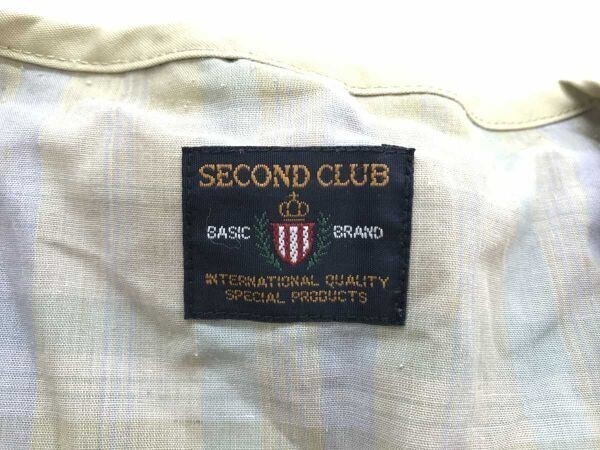 SECOND CLUB
BASIC BRAND
INTERNATIONAL QUALITY
SPECIAL PRODUCTS